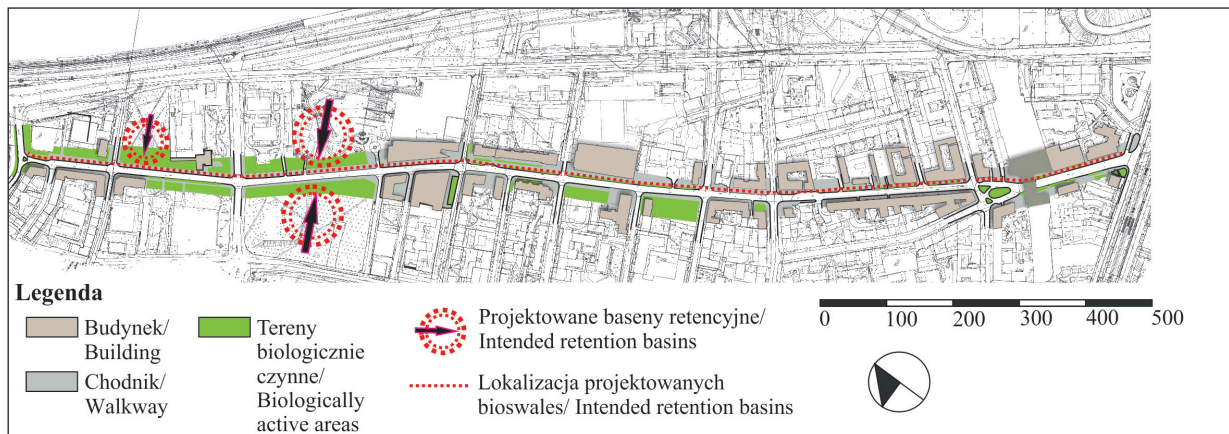 Legenda
Budynek/
Building
Chodnik/
Walkway
Tereny
biologicznie
czynne/
Biologically
active areas
Projektowane baseny retencyjne/
Intended retention basins
Lokalizacja projektowanych
bioswales/ Intended retention basins
0 100 200 300 400 500